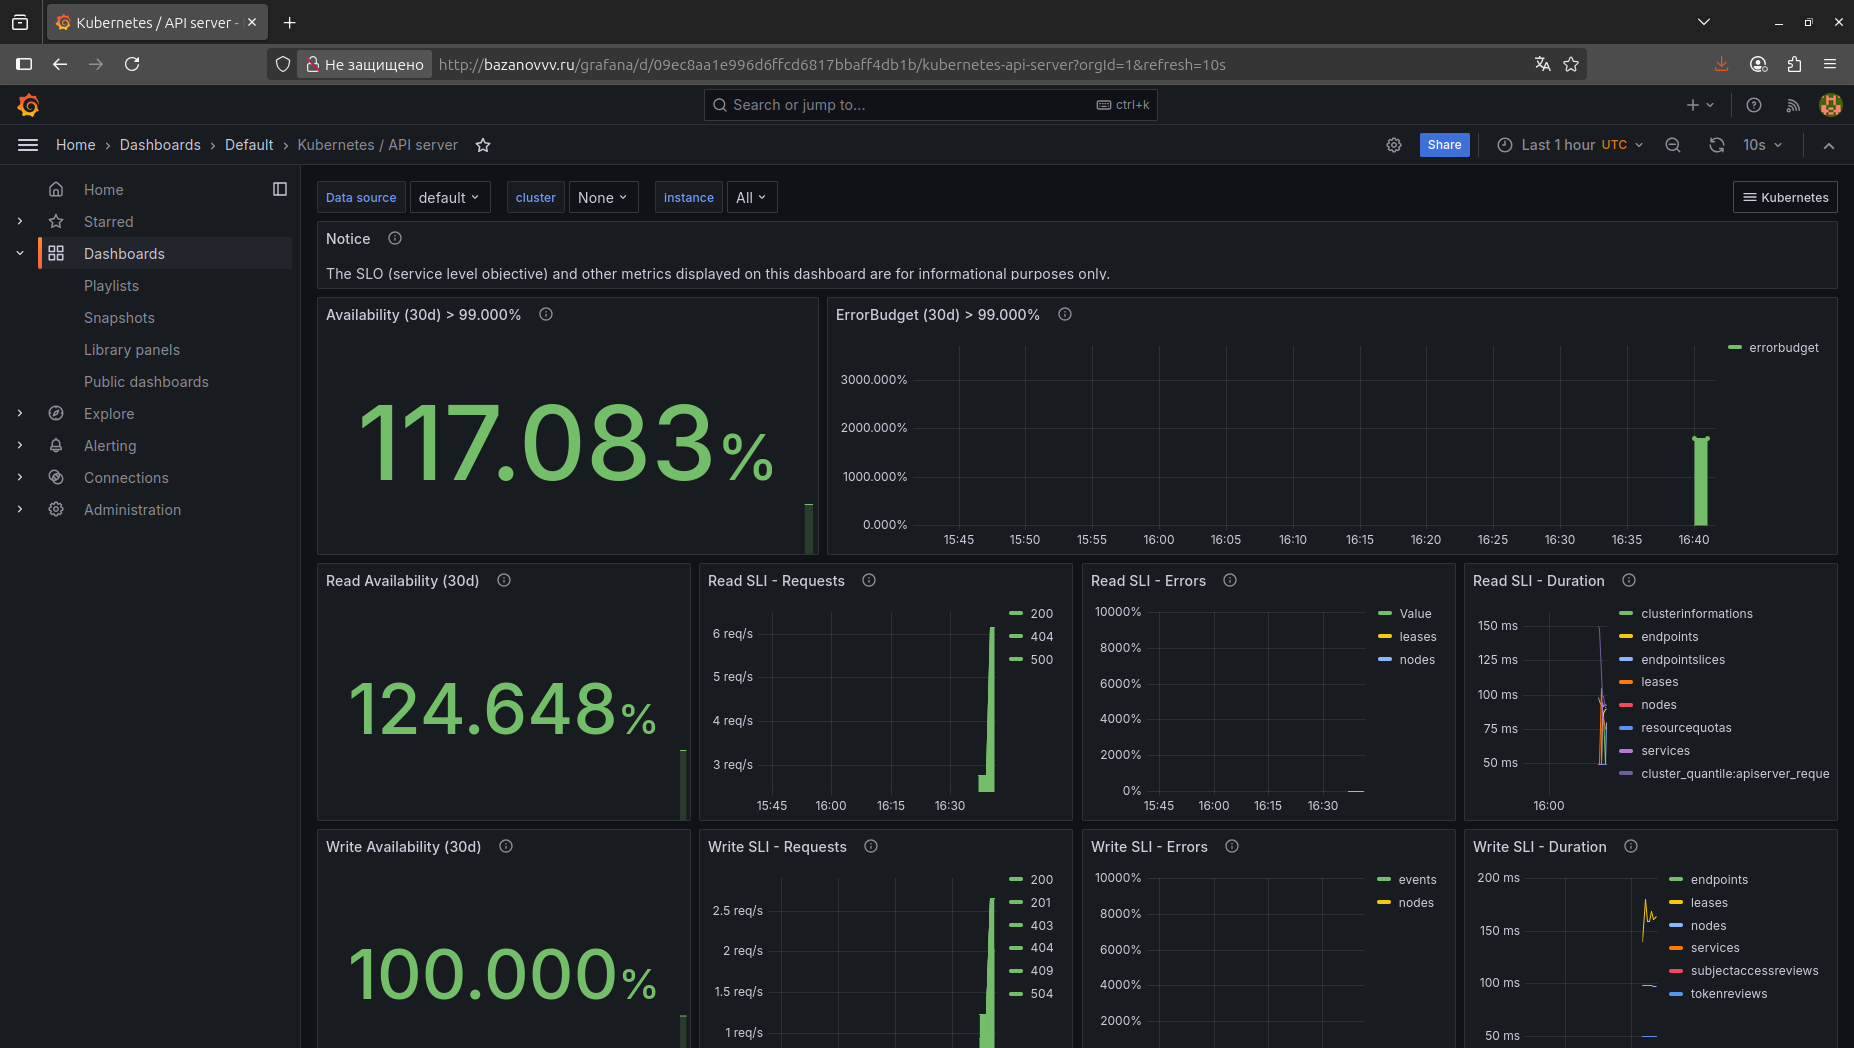 Kubernetes / API server -
Не защищено
http://bazanovvv.ru/grafana/d/09ec8aa1e996d6ffcd6817bbaff4db1b/kubernetes-api-server?orgId=1&refresh=10s
Search or jump to...
ctrl+k
Home › Dashboards › Default › Kubernetes / API server
Share
Last 1 hour UTC
10s
Home
Starred
Dashboards
Playlists
Snapshots
Library panels
Public dashboards
Explore
Alerting
Connections
Administration
Data source default cluster None instance All
Kubernetes
Notice
The SLO (service level objective) and other metrics displayed on this dashboard are for informational purposes only.
Availability (30d) > 99.000%
117.083%
ErrorBudget (30d) > 99.000%
3000.000%
2000.000%
1000.000%
0.000%
15:45 15:50 15:55 16:00 16:05 16:10 16:15 16:20 16:25 16:30 16:35 16:40
errorbudget
Read Availability (30d)
124.648%
Read SLI - Requests
6 req/s
5 req/s
4 req/s
3 req/s
15:45 16:00 16:15 16:30
200
404
500
Read SLI - Errors
10000%
8000%
6000%
4000%
2000%
0%
15:45 16:00 16:15 16:30
Value
leases
nodes
Read SLI - Duration
150 ms
125 ms
100 ms
75 ms
50 ms
16:00
clusterinformations
endpoints
endpointslices
leases
nodes
resourcequotas
services
cluster_quantile:apiserver_reque
Write Availability (30d)
100.000%
Write SLI - Requests
2.5 req/s
2 req/s
1.5 req/s
1 req/s
200
201
403
404
409
504
Write SLI - Errors
10000%
8000%
6000%
4000%
2000%
events
nodes
Write SLI - Duration
200 ms
150 ms
100 ms
50 ms
endpoints
leases
nodes
services
subjectaccessreviews
tokenreviews